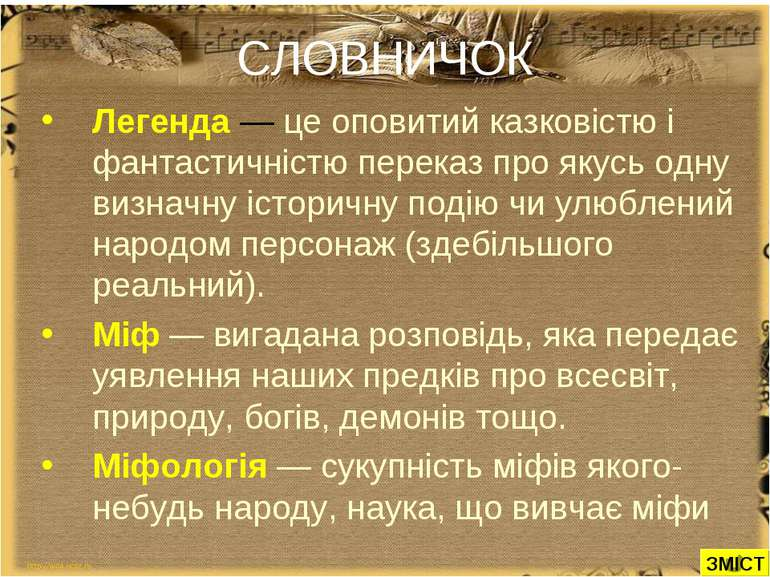 СЛОВНИЧОК
• Легенда — це оповитий казковістю і
фантастичністю переказ про якусь одну
визначну історичну подію чи улюблений
народом персонаж (здебільшого
реальний).
• Міф — вигадана розповідь, яка передає
уявлення наших предків про всесвіт,
природу, богів, демонів тощо.
• Міфологія — сукупність міфів якого-
небудь народу, наука, що вивчає міфи
ЗМІСТ